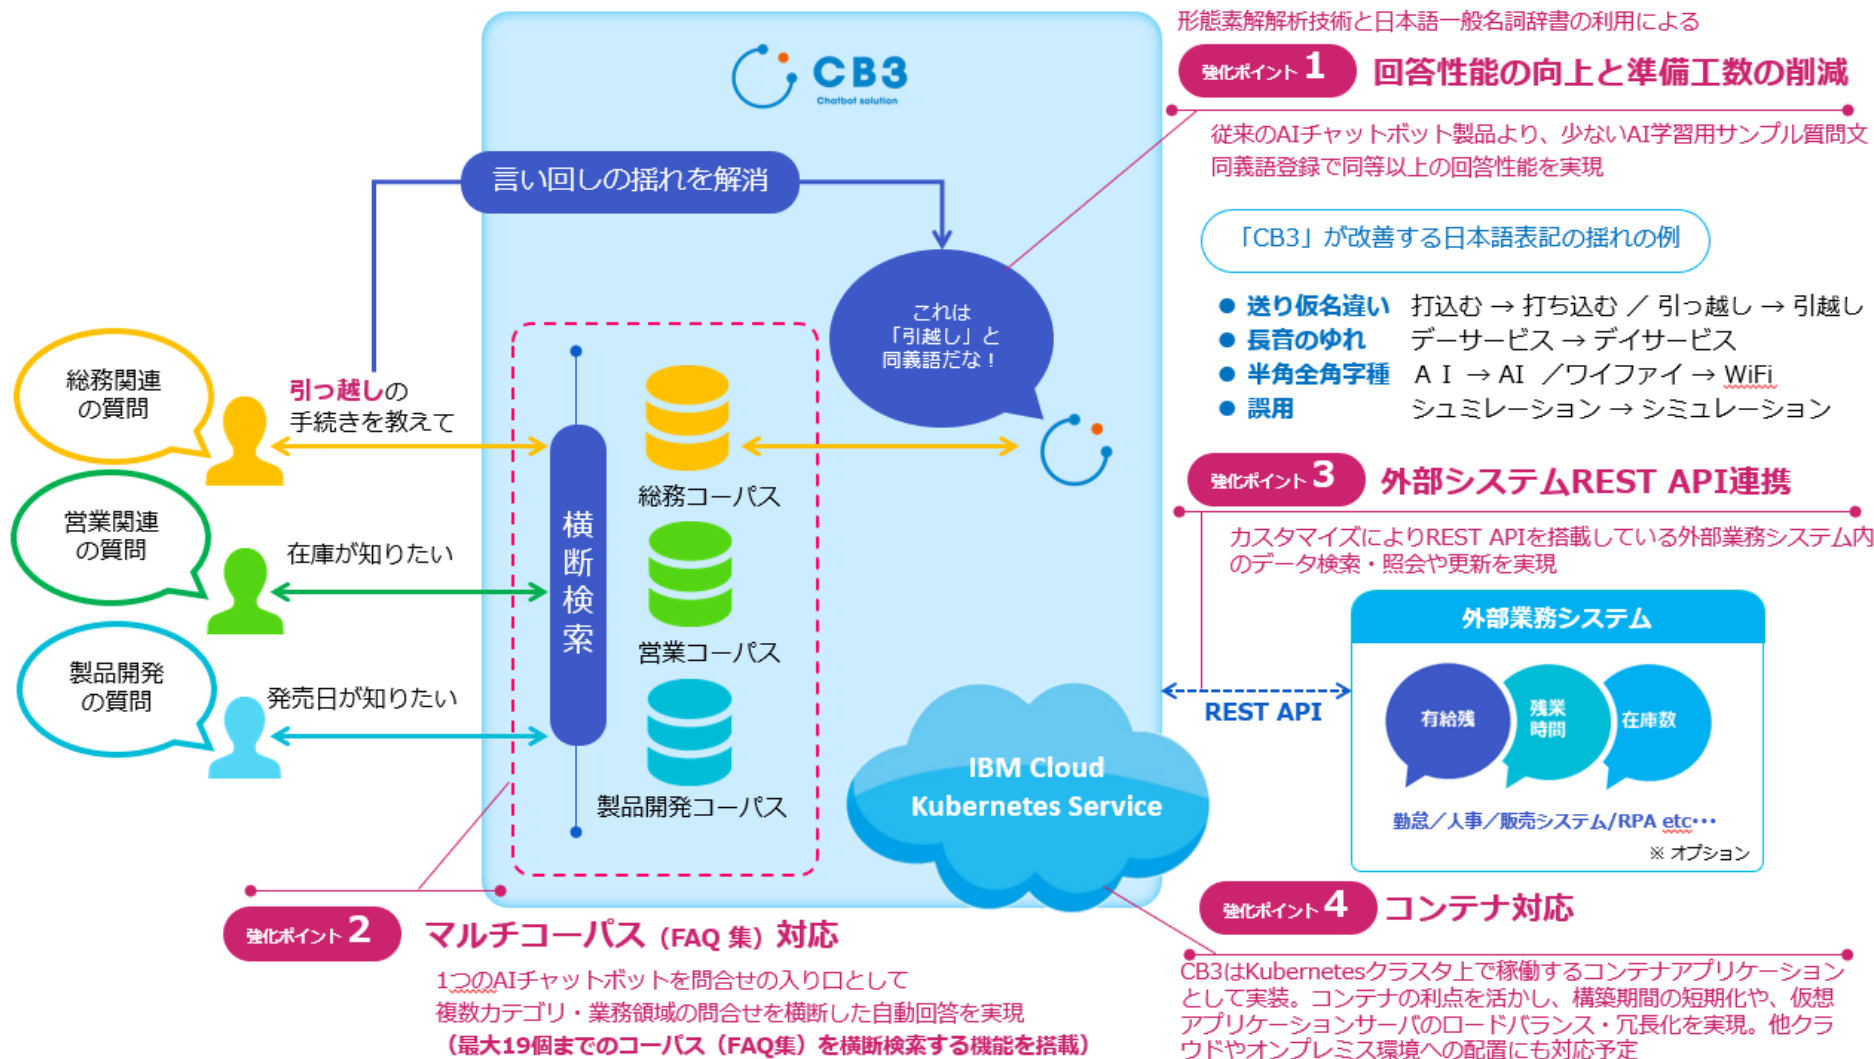 CB3
Chatbot solution
言い回しの揺れを解消
これは
「引越し」と
同義語だな！
総務関連
の質問
引っ越しの
手続きを教えて
営業関連
の質問
在庫が知りたい
製品開発
の質問
発売日が知りたい
横断検索
総務コーパス
営業コーパス
製品開発コーパス
IBM Cloud
Kubernetes Service
形態素解解析技術と日本語一般名詞辞書の利用による
強化ポイント 1 回答性能の向上と準備工数の削減
従来のAIチャットボット製品より、少ないAI学習用サンプル質問文
同義語登録で同等以上の回答性能を実現
「CB3」が改善する日本語表記の揺れの例
● 送り仮名違い 打込む → 打ち込む ／ 引っ越し → 引越し
● 長音のゆれ デーサービス → デイサービス
● 半角全角字種 ＡＩ → AI ／ワイファイ → WiFi
● 誤用 シュミレーション → シミュレーション
強化ポイント 3 外部システムREST API連携
カスタマイズによりREST APIを搭載している外部業務システム内
のデータ検索・照会や更新を実現
REST API
外部業務システム
有給残
残業
時間
在庫数
勤怠／人事／販売システム/RPA etc…
※ オプション
強化ポイント 2 マルチコーパス（FAQ 集）対応
1つのAIチャットボットを問合せの入り口として
複数カテゴリ・業務領域の問合せを横断した自動回答を実現
（最大19個までのコーパス（FAQ集）を横断検索する機能を搭載）
強化ポイント 4 コンテナ対応
CB3はKubernetesクラスタ上で稼働するコンテナアプリケーション
として実装。コンテナの利点を活かし、構築期間の短期化や、仮想
アプリケーションサーバのロードバランス・冗長化を実現。他クラ
ウドやオンプレミス環境への配置にも対応予定